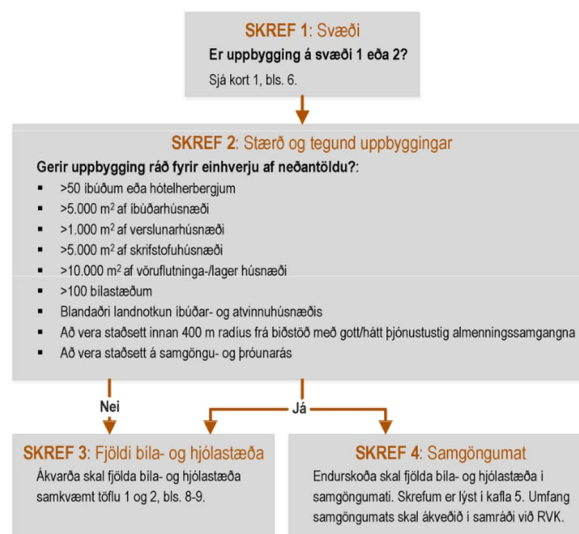 SKREF 1: Svæði
Er uppbygging á svæði 1 eða 2?
Sjá kort 1, bls. 6.
SKREF 2: Stærð og tegund uppbyggingar
Gerir uppbygging ráð fyrir einhverju af neðantöldu?:
▪ >50 íbúðum eða hótelherbergjum
▪ >5.000 m² af íbúðarhúsnæði
▪ >1.000 m² af verslunarhúsnæði
▪ >5.000 m² af skrifstofuhúsnæði
▪ >10.000 m² af vöruflutninga-/lager húsnæði
▪ >100 bílastæðum
▪ Blandaðri landnotkun íbúðar- og atvinnuhúsnæðis
▪ Að vera staðsett innan 400 m radíus frá biðstöð með gott/hátt þjónustustig almenningssamgangna
▪ Að vera staðsett á samgöngu- og þróunarás
Nei
Já
SKREF 3: Fjöldi bíla- og hjólastæða
Ákvarða skal fjölda bíla- og hjólastæða
samkvæmt töflu 1 og 2, bls. 8-9.
SKREF 4: Samgöngumat
Endurskoða skal fjölda bíla- og hjólastæða í
samgöngumati. Skrefum er lýst í kafla 5. Umfang
samgöngumats skal ákveðið í samráði við RVK.